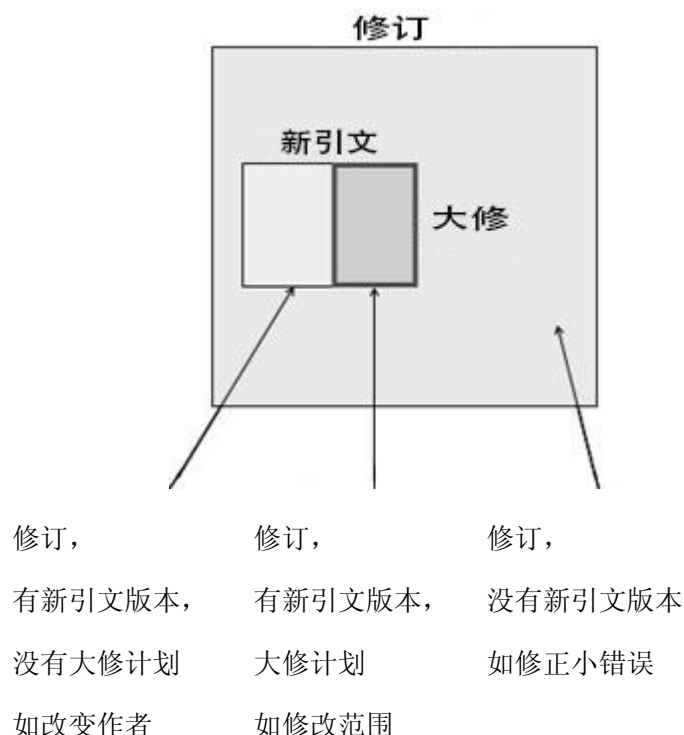 修订
新引文
大修
修订，
有新引文版本，
没有大修计划
如改变作者
修订，
有新引文版本，
大修计划
如修改范围
修订，
没有新引文版本
如修正小错误